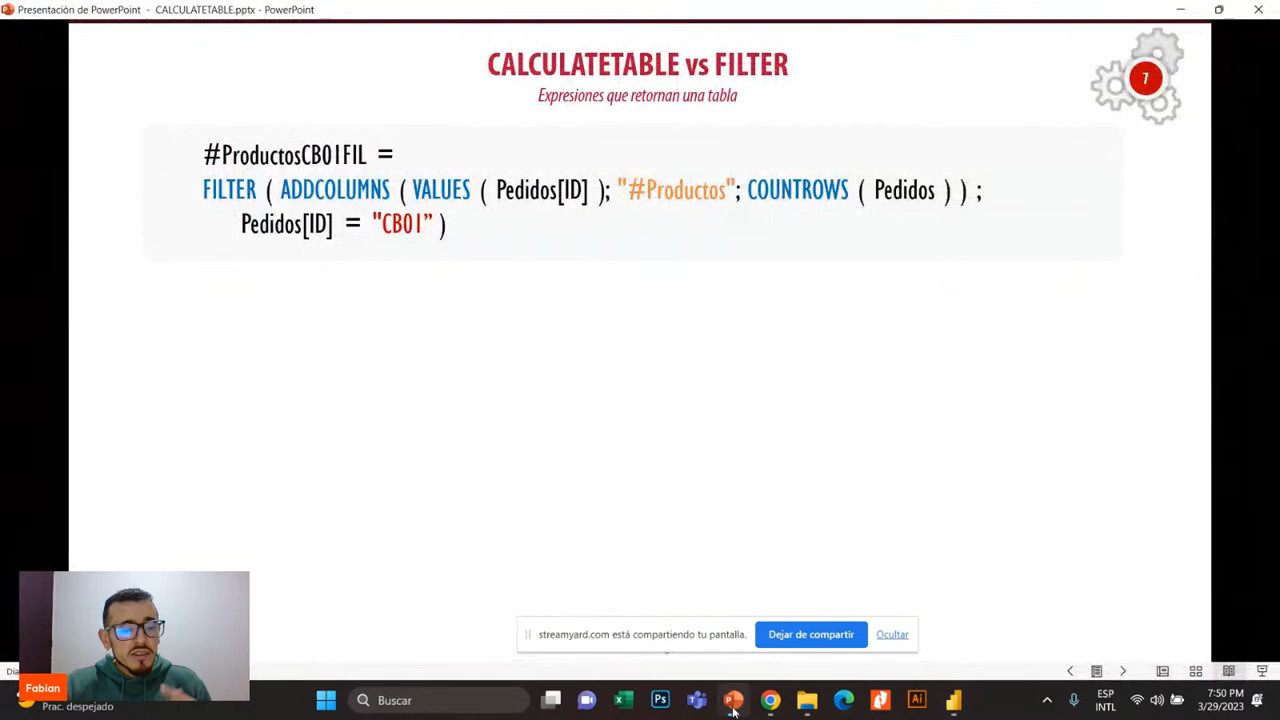 Presentación de PowerPoint - CALCULATETABLE.pptx - PowerPoint
CALCULATETABLE vs FILTER
7
Expresiones que retornan una tabla
#ProductosCB01FIL =
FILTER ( ADDCOLUMNS ( VALUES ( Pedidos[ID] ); "#Productos"; COUNTROWS ( Pedidos ) ) ;
Pedidos[ID] = "CB01” )
streamyard.com está compartiendo tu pantalla. Dejar de compartir Ocultar
Fabian
Prac. despejado
Buscar
Ps
Ai
ESP
INTL
7:50 PM
3/29/2023